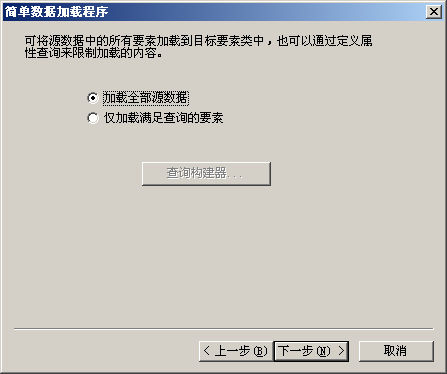 简单数据加载程序
可将源数据中的所有要素加载到目标要素类中，也可以通过定义属
性查询来限制加载的内容。
加载全部源数据
仅加载满足查询的要素
查询构建器...
< 上一步(B) 下一步(N) > 取消